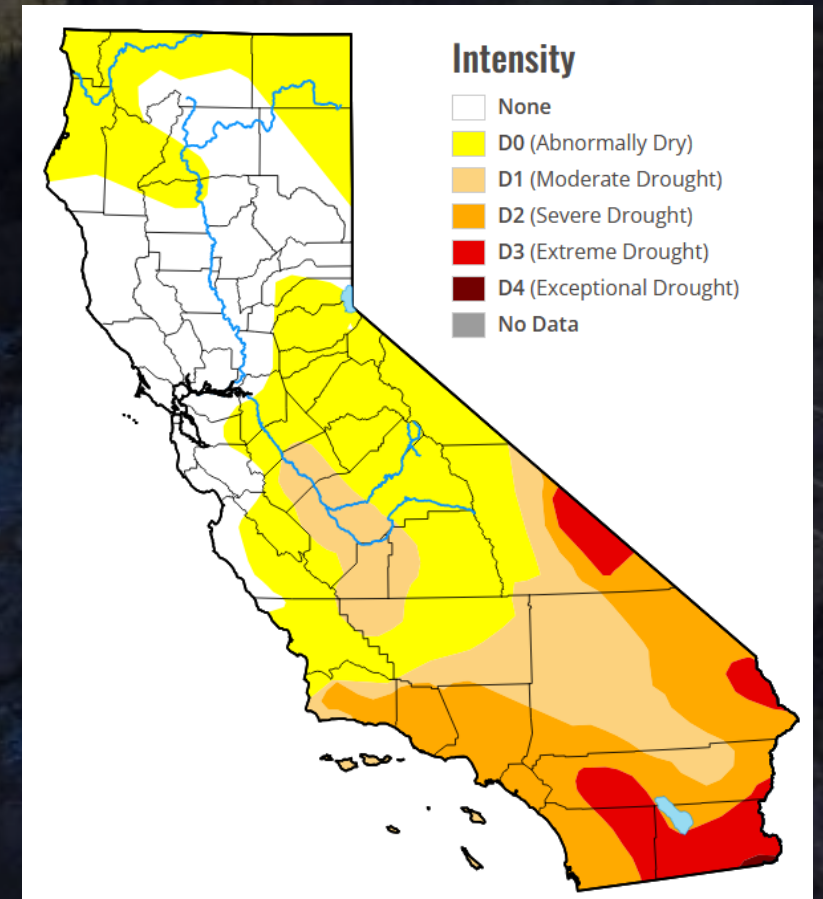 Intensity
None
D0 (Abnormally Dry)
D1 (Moderate Drought)
D2 (Severe Drought)
D3 (Extreme Drought)
D4 (Exceptional Drought)
No Data